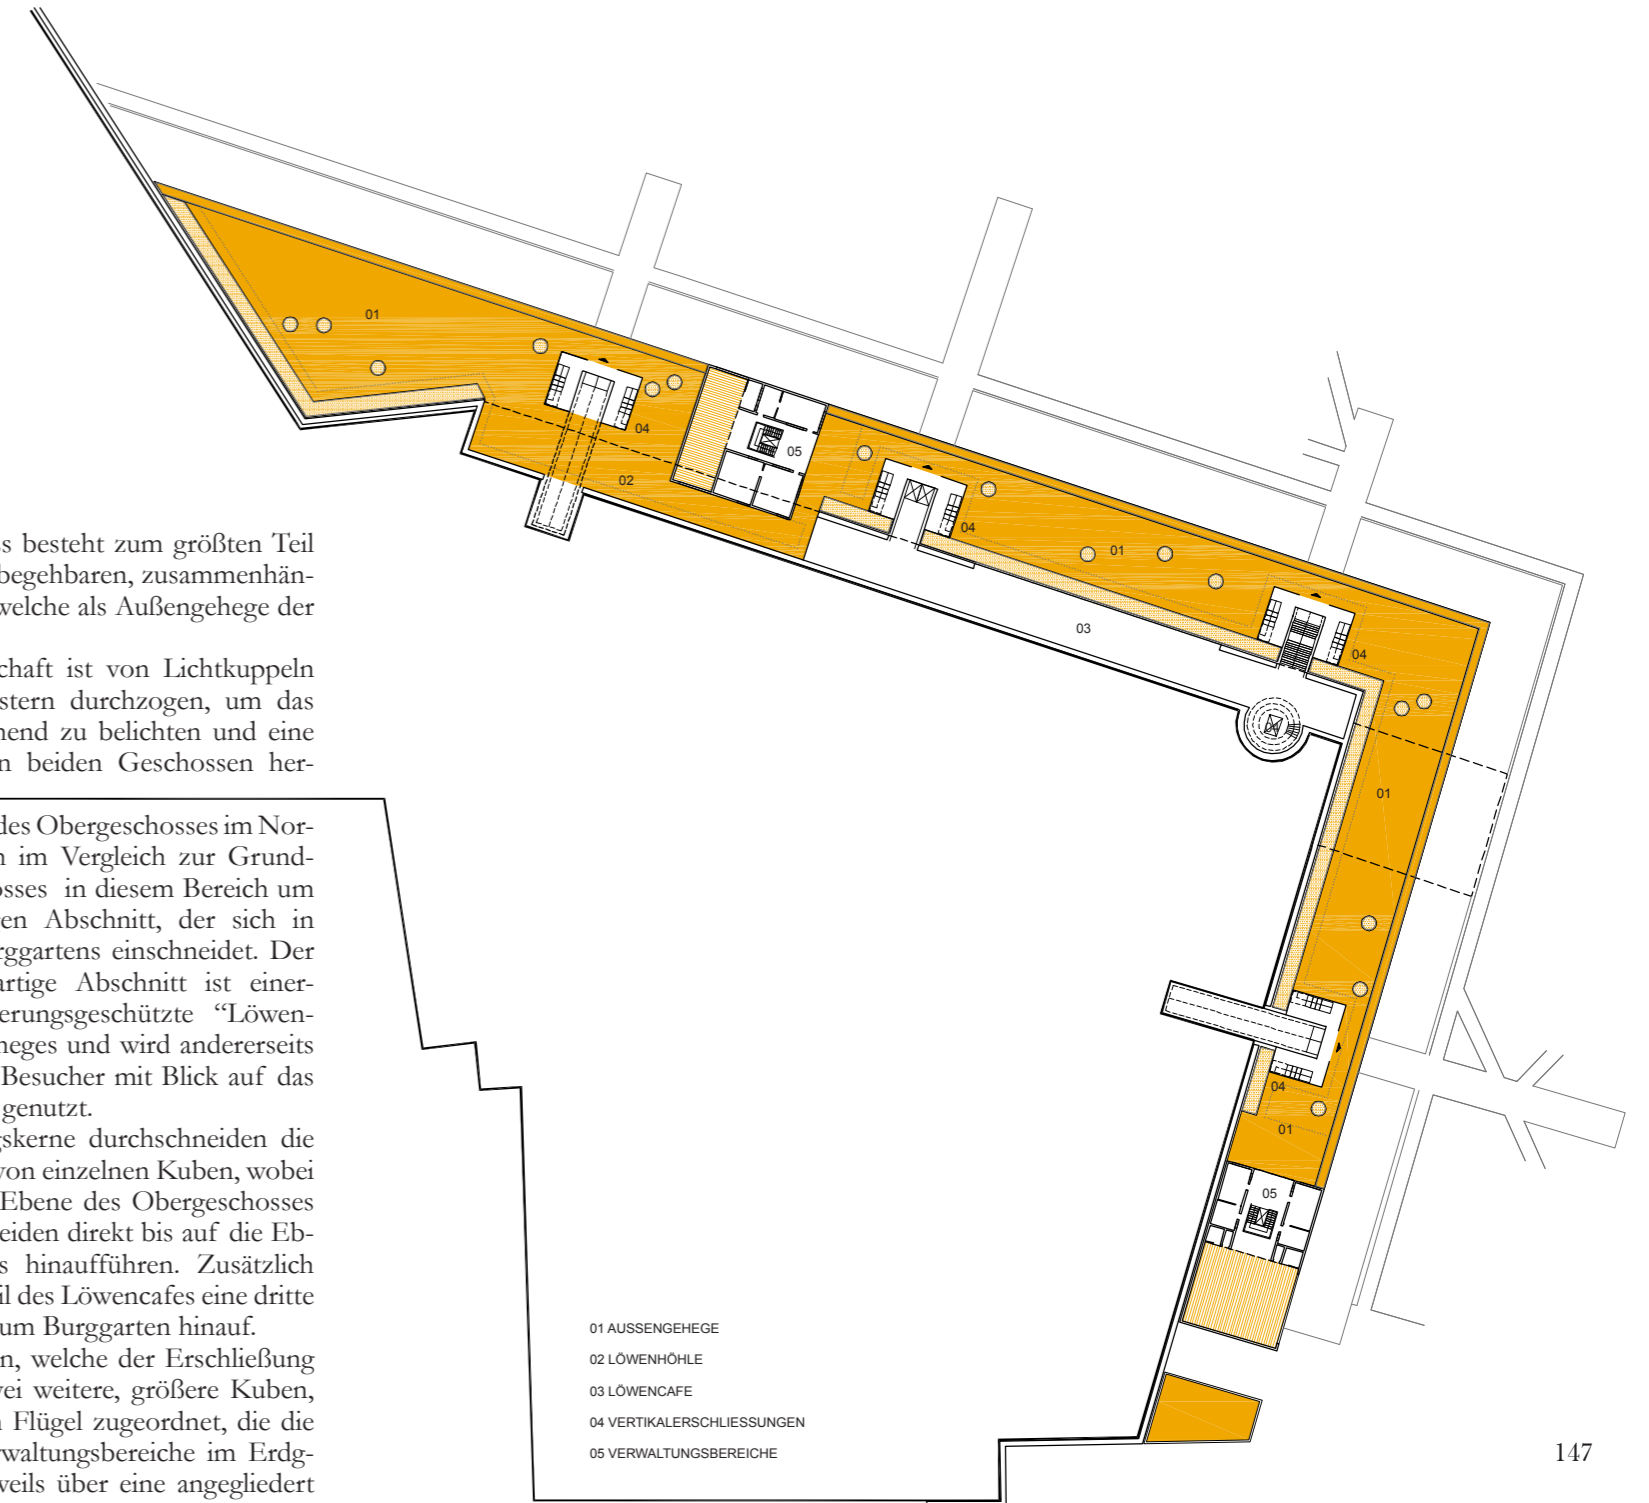 ss besteht zum größten Teil
begehbaren, zusammenhän-
welche als Außengehege der
schaft ist von Lichtkuppeln
stern durchzogen, um das
hend zu belichten und eine
n beiden Geschossen her-
des Obergeschosses im Nor-
n im Vergleich zur Grund-
osses in diesem Bereich um
en Abschnitt, der sich in
rggartens einschneidet. Der
artige Abschnitt ist einer-
erungsgeschützte “Löwen-
heges und wird andererseits
Besucher mit Blick auf das
genutzt.
gskerne durchschneiden die
von einzelnen Kuben, wobei
Ebene des Obergeschosses
eiden direkt bis auf die Eb-
s hinaufführen. Zusätzlich
il des Löwencafes eine dritte
um Burggarten hinauf.
n, welche der Erschließung
vei weitere, größere Kuben,
n Flügel zugeordnet, die die
rwaltungsbereiche im Erdg-
weils über eine angegliedert
01
04
02
05
04
01
03
04
04
01
04
01
05
01 AUSSENGEHEGE
02 LÖWENHÖHLE
03 LÖWENCAFE
04 VERTIKALERSCHLIESSUNGEN
05 VERWALTUNGSBEREICHE
147